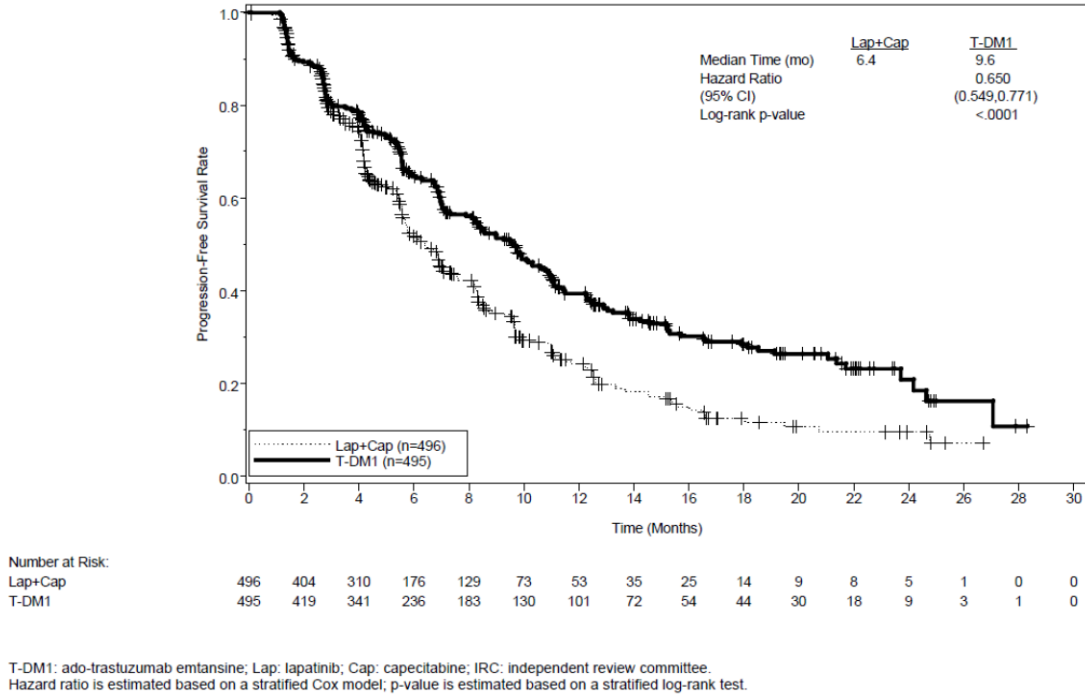 Lap+Cap T-DM1
Median Time (mo) 6.4 9.6
Hazard Ratio 0.650
(95% CI) (0.549,0.771)
Log-rank p-value <.0001
Progression-Free Survival Rate
1.0
0.8
0.6
0.4
0.2
0.0
Lap+Cap (n=496)
T-DM1 (n=495)
0 2 4 6 8 10 12 14 16 18 20 22 24 26 28 30
Time (Months)
Number at Risk:
Lap+Cap 496 404 310 176 129 73 53 35 25 14 9 8 5 1 0 0
T-DM1 495 419 341 236 183 130 101 72 54 44 30 18 9 3 1 0
T-DM1: ado-trastuzumab emtansine; Lap: lapatinib; Cap: capecitabine; IRC: independent review committee.
Hazard ratio is estimated based on a stratified Cox model; p-value is estimated based on a stratified log-rank test.